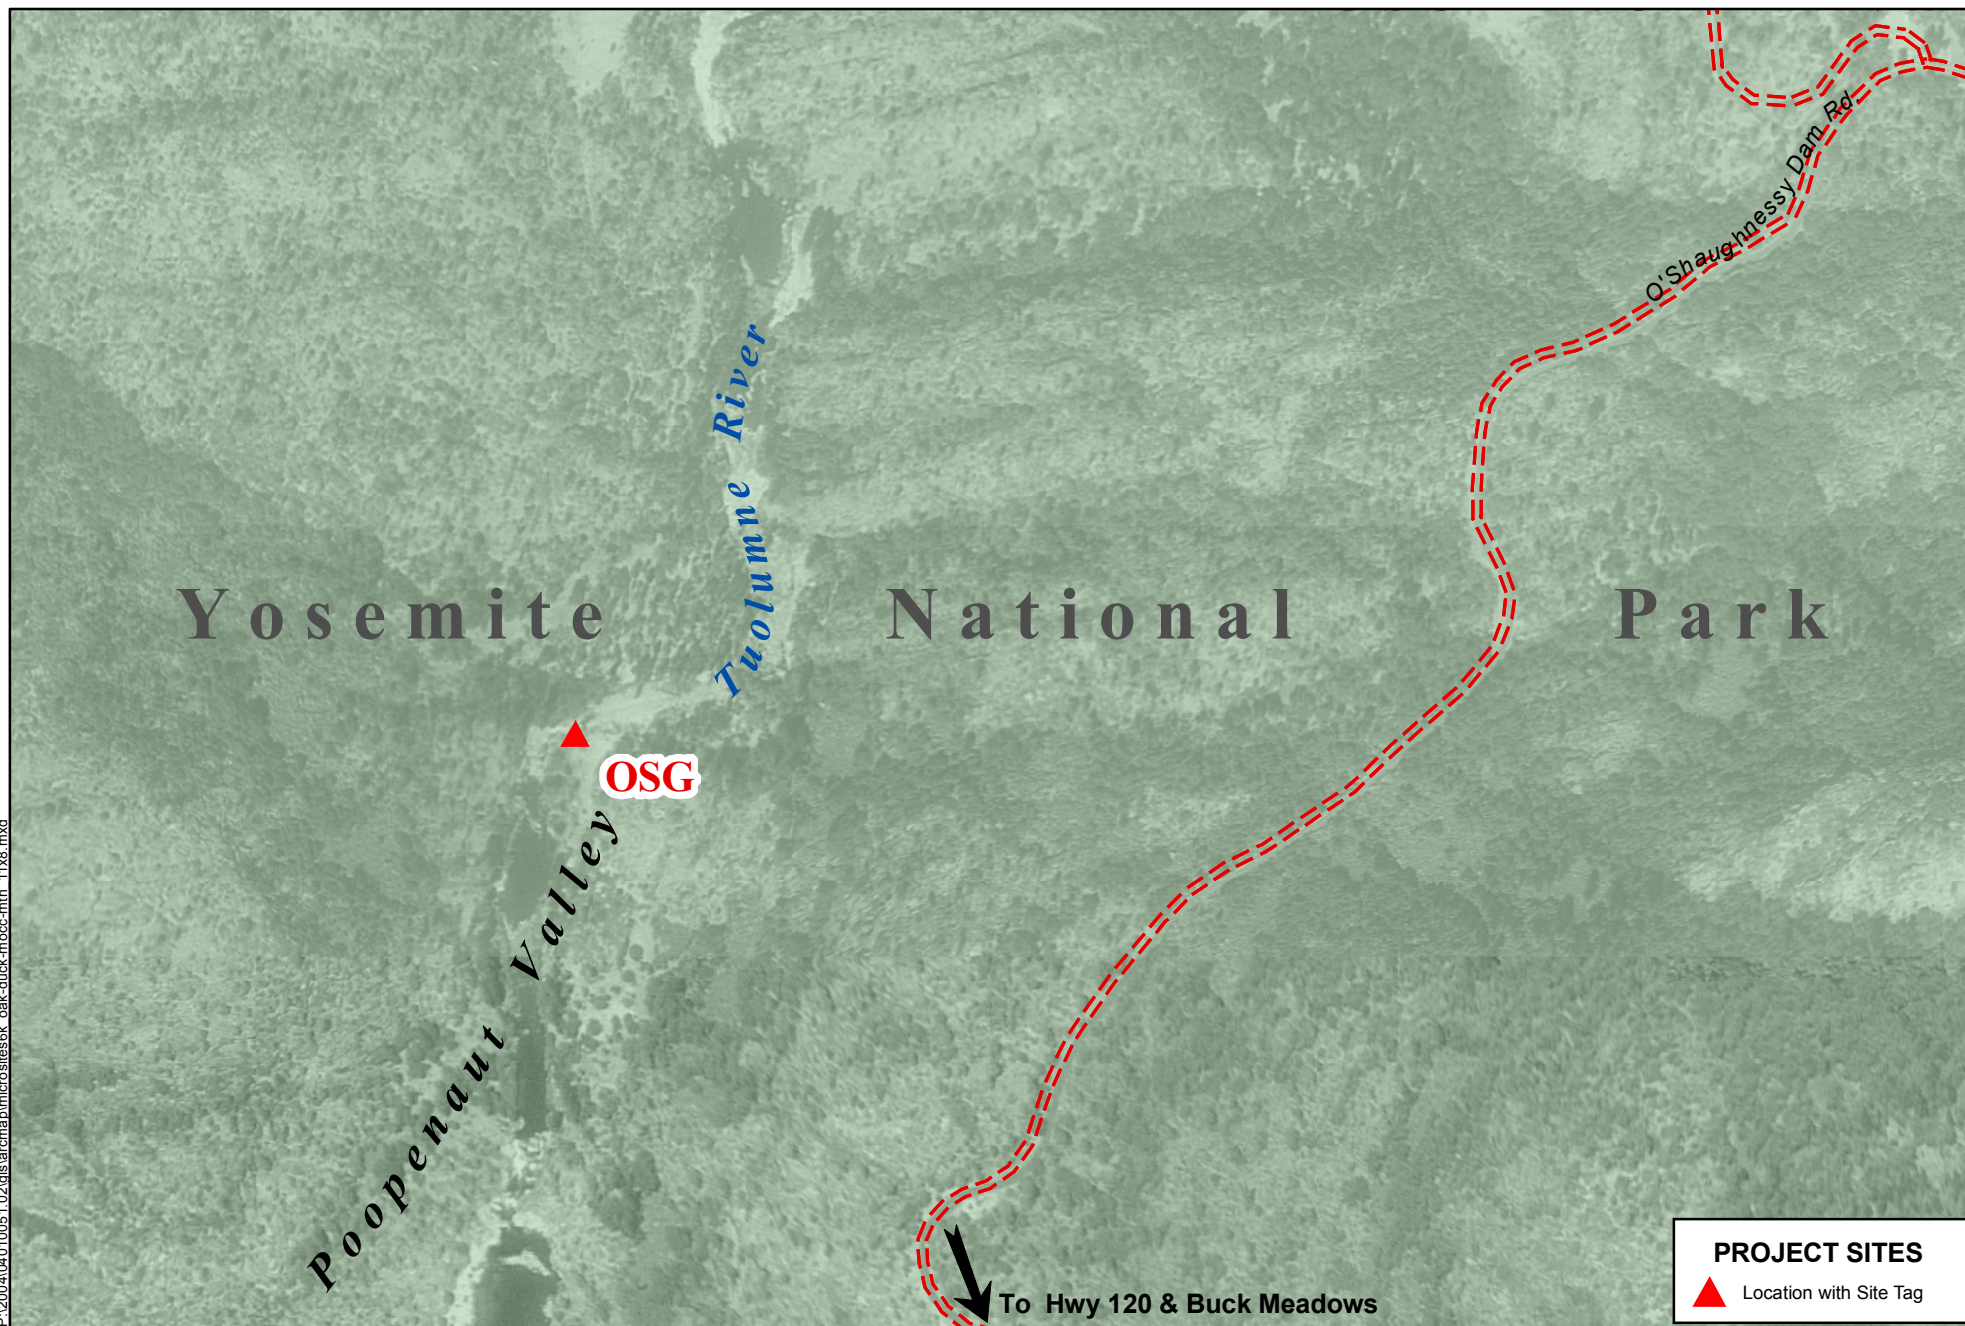 O'Shaughnessy Dam Rd.
Tuolumne River
Yosemite National Park
OSG
Poopenaut Valley
To Hwy 120 & Buck Meadows
PROJECT SITES
Location with Site Tag